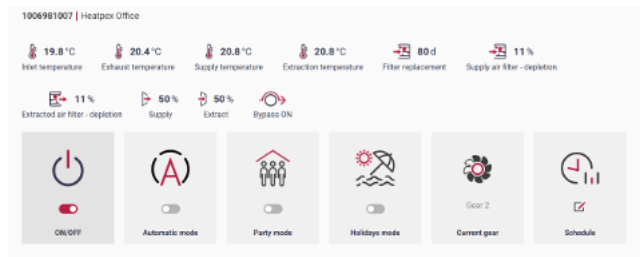 1006981007 | Heatpex Office
19.8°C 20.4°C 20.8°C 20.8°C 80 d 11 %
Inlet temperature Exhaust temperature Supply temperature Extraction temperature Filter replacement Supply air filter - depletion
11 % 50 % 50 %
Extracted air filter - depletion Supply Extract Bypass ON
A
Gear 2
ON/OFF Automatic mode Party mode Holidays mode Current gear Schedule